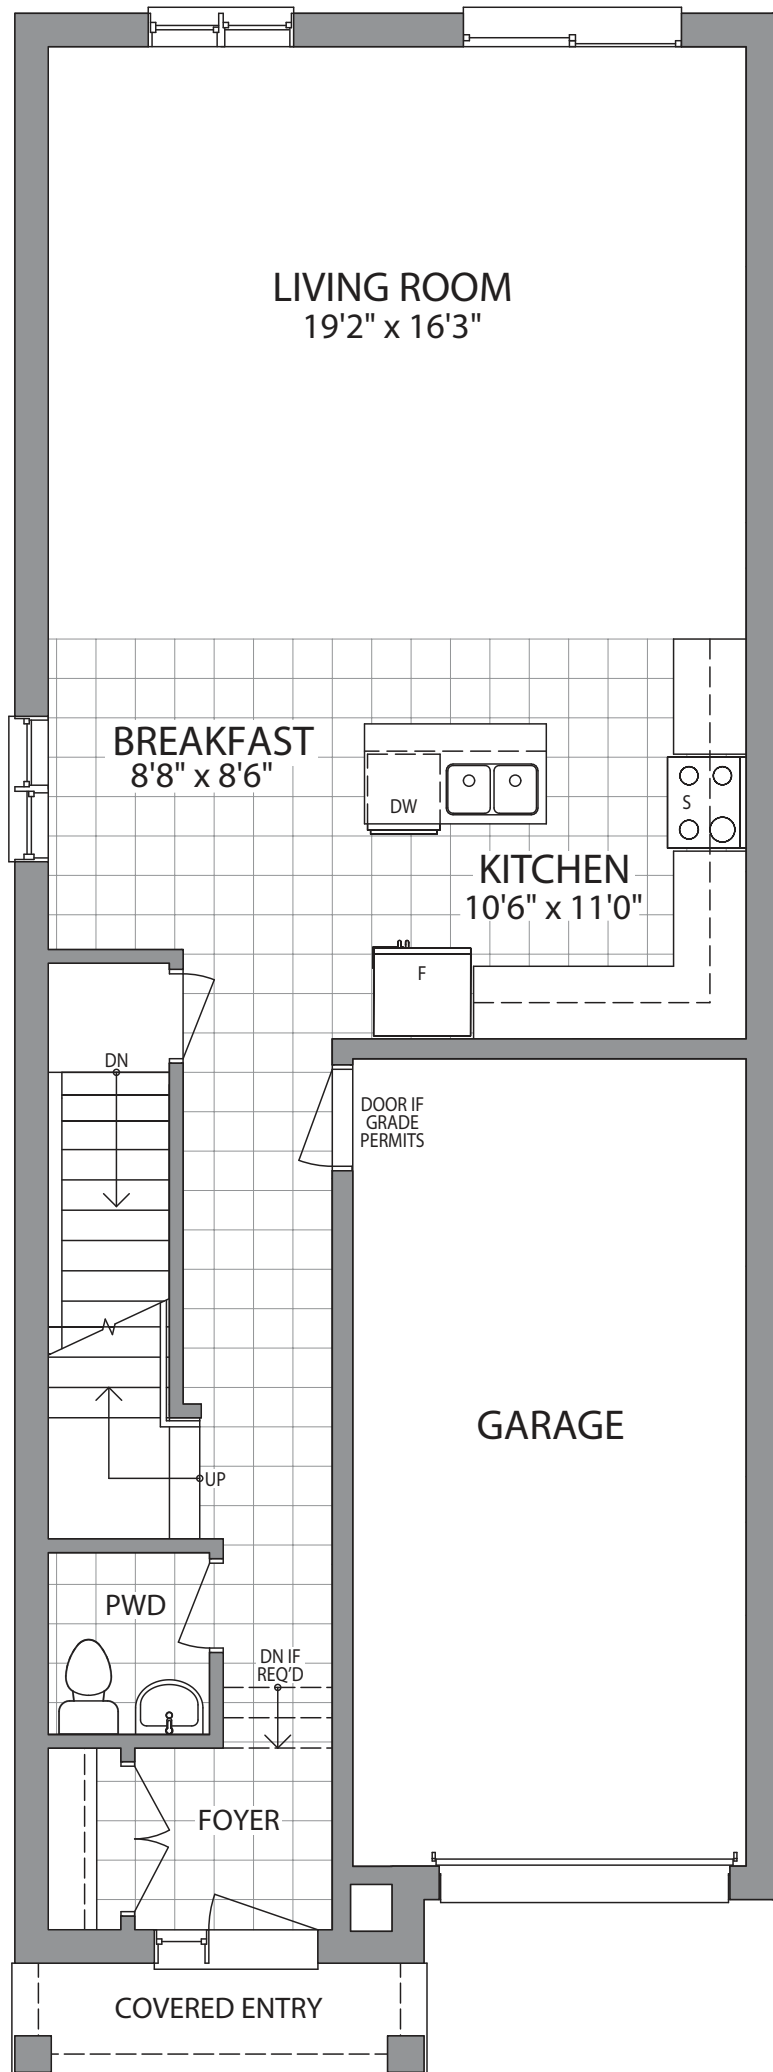 LIVING ROOM
19'2" x 16'3"
BREAKFAST
8'8" x 8'6"
DW
S
KITCHEN
10'6" x 11'0"
F
DN
DOOR IF
GRADE
PERMITS
GARAGE
UP
PWD
DN IF
REQ'D
FOYER
COVERED ENTRY